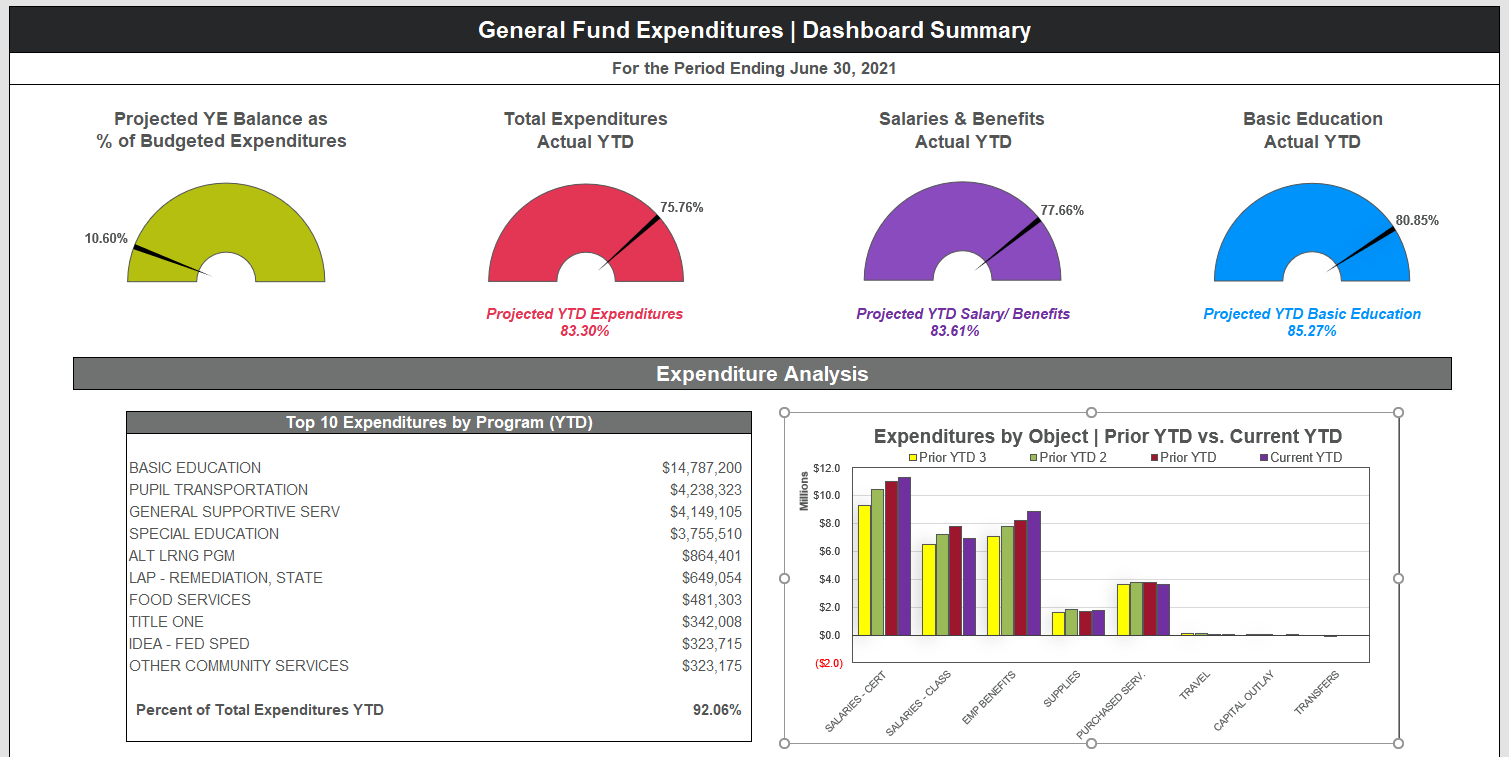 General Fund Expenditures | Dashboard Summary
For the Period Ending June 30, 2021
Projected YE Balance as
% of Budgeted Expenditures
10.60%
Total Expenditures
Actual YTD
75.76%
Projected YTD Expenditures
83.30%
Salaries & Benefits
Actual YTD
77.66%
Projected YTD Salary/ Benefits
83.61%
Basic Education
Actual YTD
80.85%
Projected YTD Basic Education
85.27%
Expenditure Analysis
Top 10 Expenditures by Program (YTD)
BASIC EDUCATION $14,787,200
PUPIL TRANSPORTATION $4,238,323
GENERAL SUPPORTIVE SERV $4,149,105
SPECIAL EDUCATION $3,755,510
ALT LRNG PGM $864,401
LAP - REMEDIATION, STATE $649,054
FOOD SERVICES $481,303
TITLE ONE $342,008
IDEA - FED SPED $323,715
OTHER COMMUNITY SERVICES $323,175
Percent of Total Expenditures YTD 92.06%
Expenditures by Object | Prior YTD vs. Current YTD
Prior YTD 3 Prior YTD 2 Prior YTD Current YTD
Millions
$12.0
$10.0
$8.0
$6.0
$4.0
$2.0
$0.0
($2.0)
SALARIES - CERT
SALARIES - CLASS
EMP BENEFITS
SUPPLIES
PURCHASED SERV.
TRAVEL
CAPITAL OUTLAY
TRANSFERS